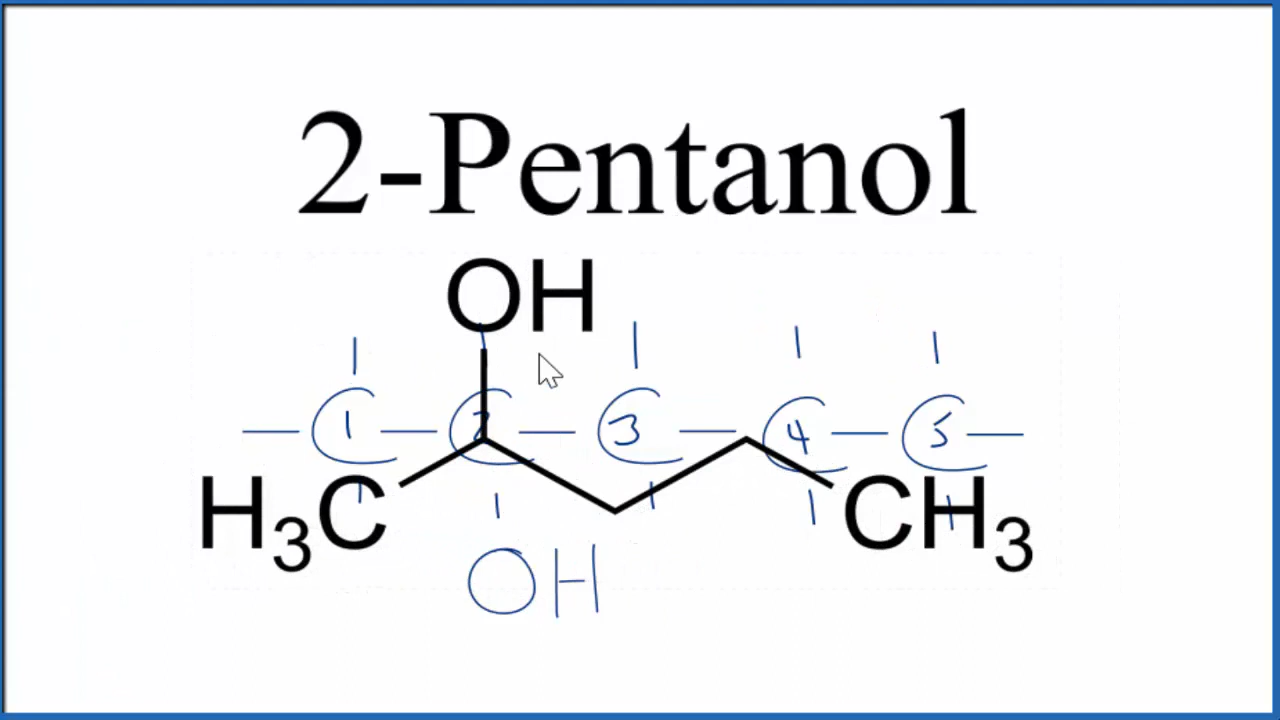 2-Pentanol
OH
1 2 3 4 5
H₃C CH₃
OH